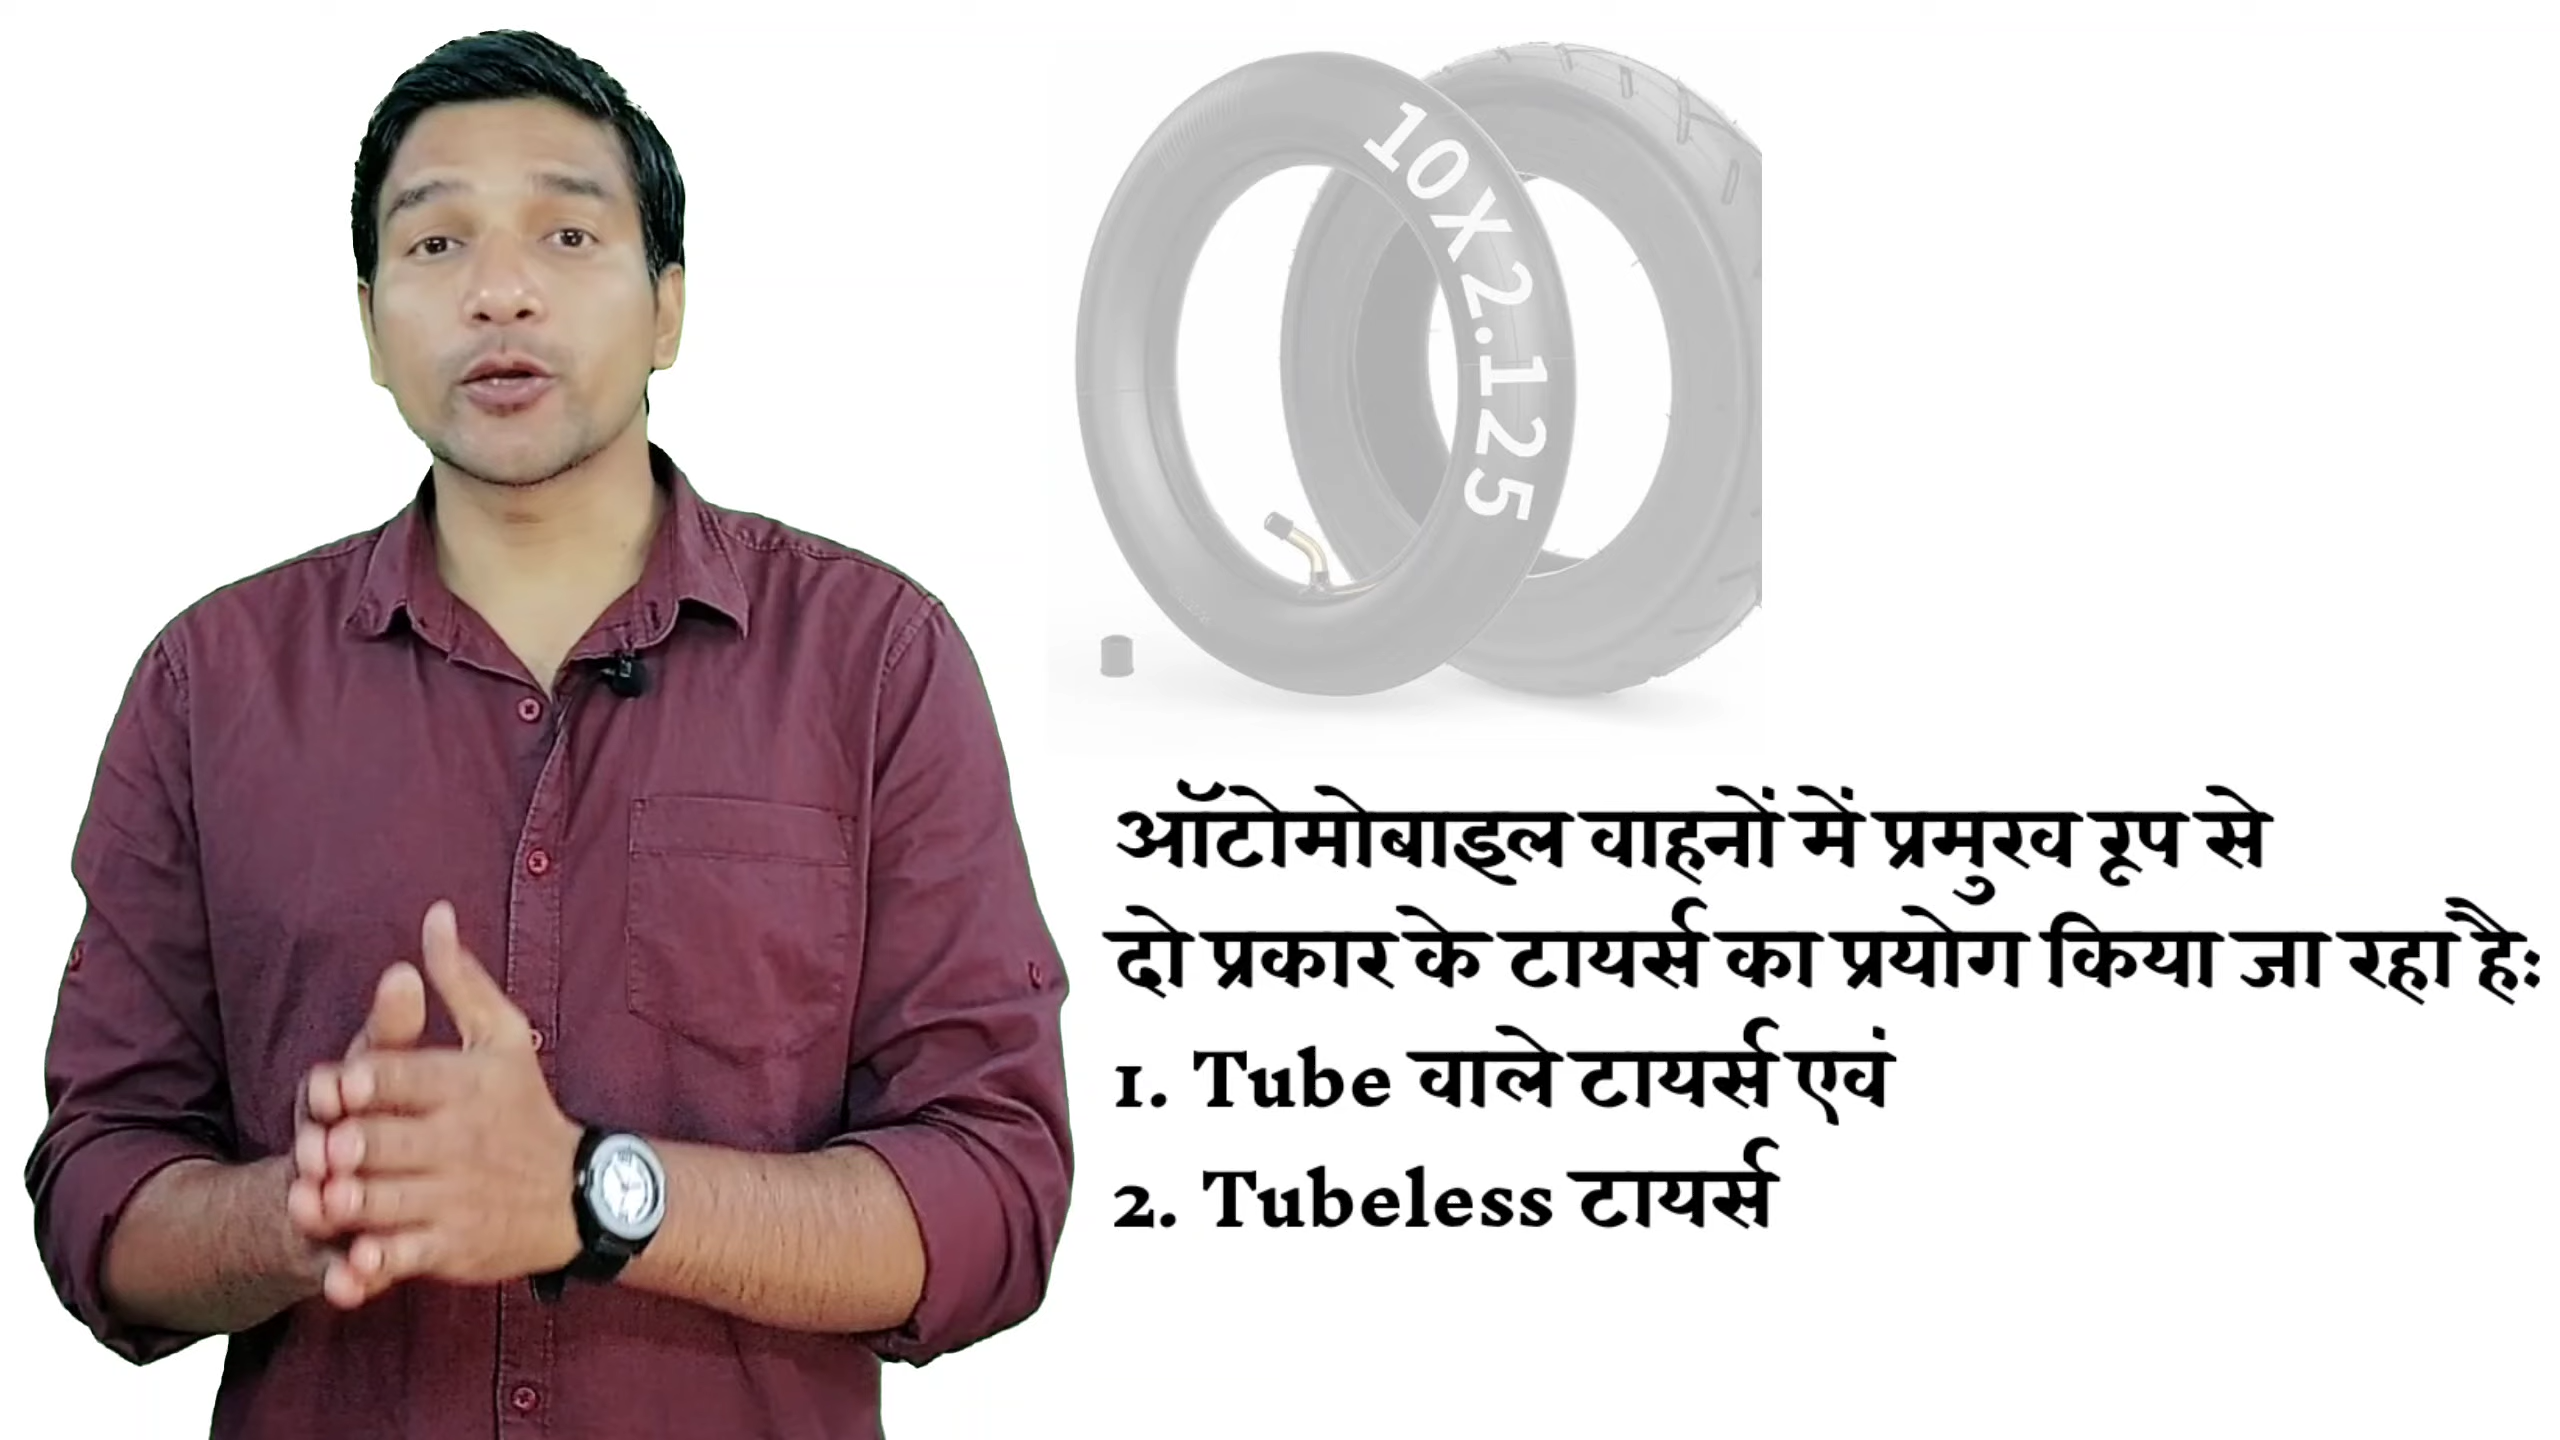 10X2.125
ऑटोमोबाइल वाहनों में प्रमुख रूप से
दो प्रकार के टायर्स का प्रयोग किया जा रहा है:
1. Tube वाले टायर्स एवं
2. Tubeless टायर्स